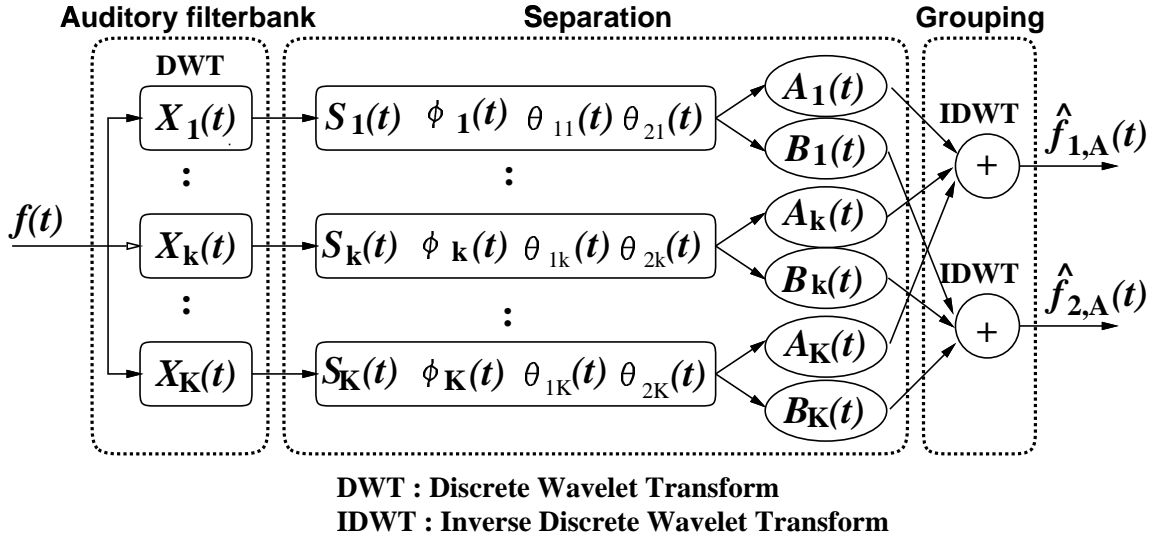 Auditory filterbank Separation Grouping
DWT
X1(t) S1(t) ϕ1(t) θ11(t) θ21(t) A1(t)
B1(t)
IDWT
+ f̂1,A(t)
: :
f(t)
Xk(t) Sk(t) ϕk(t) θ1k(t) θ2k(t) Ak(t)
Bk(t)
IDWT
+ f̂2,A(t)
: :
XK(t) SK(t) ϕK(t) θ1K(t) θ2K(t) AK(t)
BK(t)
DWT : Discrete Wavelet Transform
IDWT : Inverse Discrete Wavelet Transform